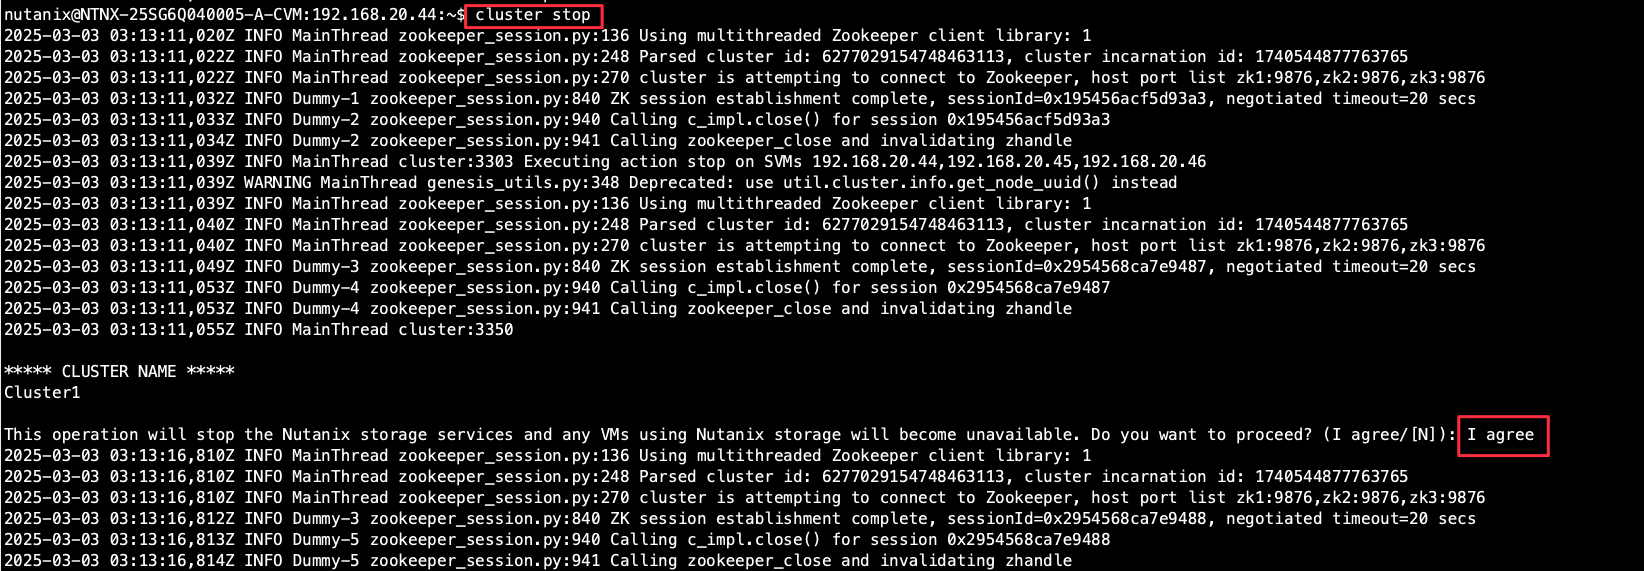 nutanix@NTNX-25SG6Q040005-A-CVM:192.168.20.44:~$ cluster stop
2025-03-03 03:13:11,020Z INFO MainThread zookeeper_session.py:136 Using multithreaded Zookeeper client library: 1
2025-03-03 03:13:11,022Z INFO MainThread zookeeper_session.py:248 Parsed cluster id: 6277029154748463113, cluster incarnation id: 1740544877763765
2025-03-03 03:13:11,022Z INFO MainThread zookeeper_session.py:270 cluster is attempting to connect to Zookeeper, host port list zk1:9876,zk2:9876,zk3:9876
2025-03-03 03:13:11,032Z INFO Dummy-1 zookeeper_session.py:840 ZK session establishment complete, sessionId=0x195456acf5d93a3, negotiated timeout=20 secs
2025-03-03 03:13:11,033Z INFO Dummy-2 zookeeper_session.py:940 Calling c_impl.close() for session 0x195456acf5d93a3
2025-03-03 03:13:11,034Z INFO Dummy-2 zookeeper_session.py:941 Calling zookeeper_close and invalidating zhandle
2025-03-03 03:13:11,039Z INFO MainThread cluster:3303 Executing action stop on SVMs 192.168.20.44,192.168.20.45,192.168.20.46
2025-03-03 03:13:11,039Z WARNING MainThread genesis_utils.py:348 Deprecated: use util.cluster.info.get_node_uuid() instead
2025-03-03 03:13:11,039Z INFO MainThread zookeeper_session.py:136 Using multithreaded Zookeeper client library: 1
2025-03-03 03:13:11,040Z INFO MainThread zookeeper_session.py:248 Parsed cluster id: 6277029154748463113, cluster incarnation id: 1740544877763765
2025-03-03 03:13:11,040Z INFO MainThread zookeeper_session.py:270 cluster is attempting to connect to Zookeeper, host port list zk1:9876,zk2:9876,zk3:9876
2025-03-03 03:13:11,049Z INFO Dummy-3 zookeeper_session.py:840 ZK session establishment complete, sessionId=0x2954568ca7e9487, negotiated timeout=20 secs
2025-03-03 03:13:11,053Z INFO Dummy-4 zookeeper_session.py:940 Calling c_impl.close() for session 0x2954568ca7e9487
2025-03-03 03:13:11,053Z INFO Dummy-4 zookeeper_session.py:941 Calling zookeeper_close and invalidating zhandle
2025-03-03 03:13:11,055Z INFO MainThread cluster:3350
***** CLUSTER NAME *****
Cluster1
This operation will stop the Nutanix storage services and any VMs using Nutanix storage will become unavailable. Do you want to proceed? (I agree/[N]): I agree
2025-03-03 03:13:16,810Z INFO MainThread zookeeper_session.py:136 Using multithreaded Zookeeper client library: 1
2025-03-03 03:13:16,810Z INFO MainThread zookeeper_session.py:248 Parsed cluster id: 6277029154748463113, cluster incarnation id: 1740544877763765
2025-03-03 03:13:16,810Z INFO MainThread zookeeper_session.py:270 cluster is attempting to connect to Zookeeper, host port list zk1:9876,zk2:9876,zk3:9876
2025-03-03 03:13:16,812Z INFO Dummy-3 zookeeper_session.py:840 ZK session establishment complete, sessionId=0x2954568ca7e9488, negotiated timeout=20 secs
2025-03-03 03:13:16,813Z INFO Dummy-5 zookeeper_session.py:940 Calling c_impl.close() for session 0x2954568ca7e9488
2025-03-03 03:13:16,814Z INFO Dummy-5 zookeeper_session.py:941 Calling zookeeper_close and invalidating zhandle